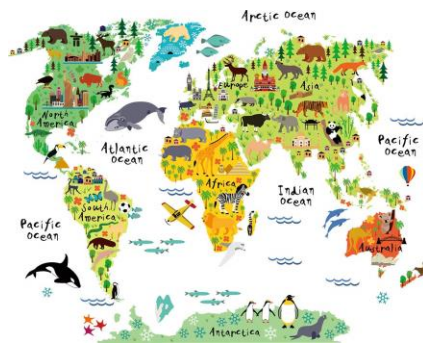 Arctic Ocean
Europe
Asia
North
America
Atlantic
Ocean
Pacific
Ocean
Africa
Indian
Ocean
South
America
Pacific
Ocean
Australia
Antarctica